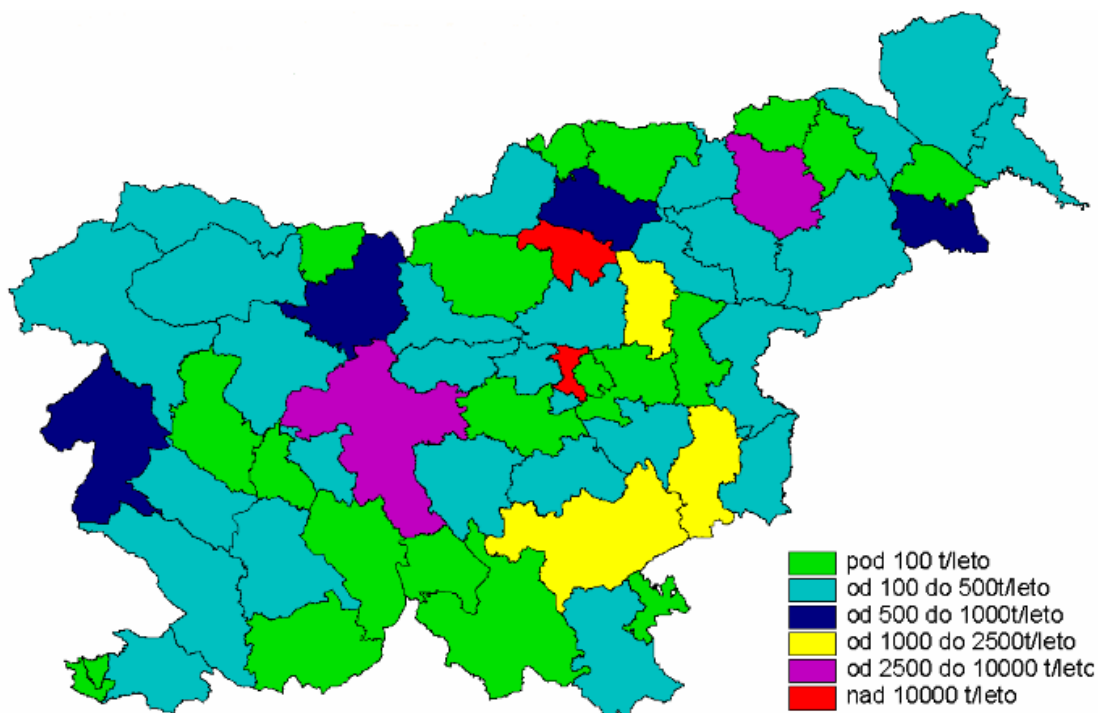 pod 100 t/leto
od 100 do 500t/leto
od 500 do 1000t/leto
od 1000 do 2500t/leto
od 2500 do 10000 t/letc
nad 10000 t/leto